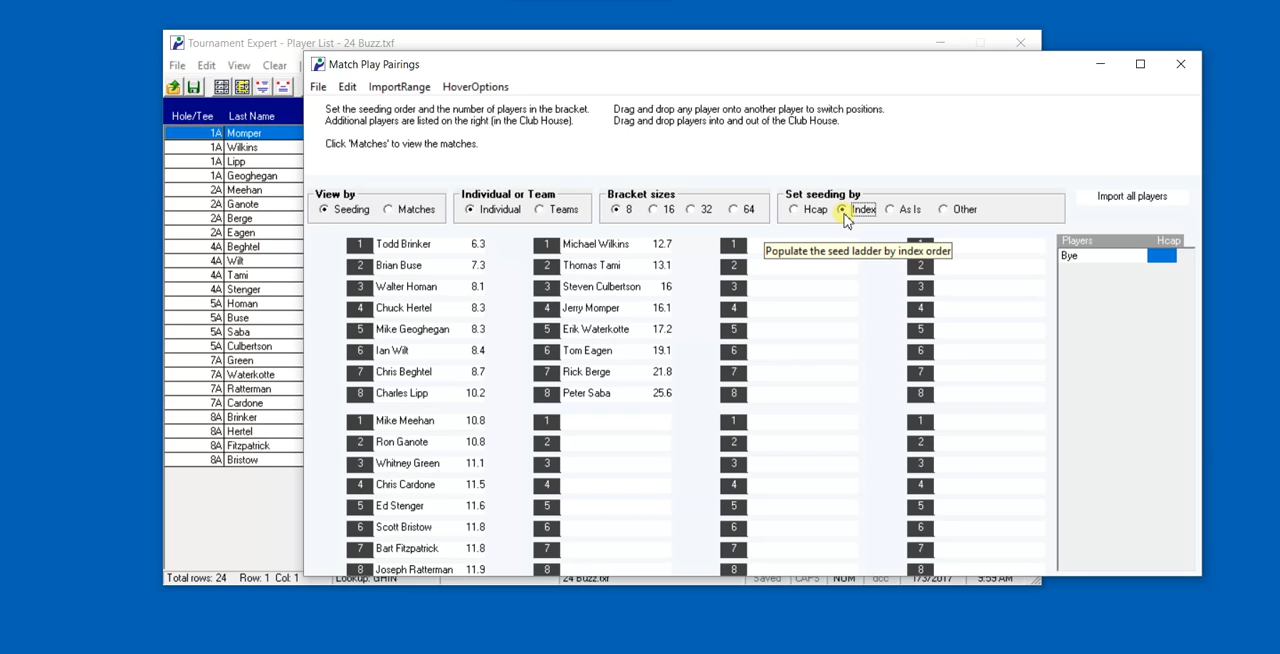 Tournament Expert - Player List - 24 Buzz.txf
File Edit View Clear
Hole/Tee Last Name
1A Momper
1A Wilkins
1A Lipp
1A Geoghegan
2A Meehan
2A Ganote
2A Berge
2A Eagen
4A Beghtel
4A Wilt
4A Tami
4A Stenger
5A Homan
5A Buse
5A Saba
5A Culbertson
7A Green
7A Waterkotte
7A Ratterman
7A Cardone
8A Brinker
8A Hertel
8A Fitzpatrick
8A Bristow
Total rows: 24 Row: 1 Col: 1 Lookup: GHIN 24 Buzz.txf Saved CAPS NUM dcc 1/3/2017 9:59 AM
Match Play Pairings
File Edit ImportRange HoverOptions
Set the seeding order and the number of players in the bracket.
Additional players are listed on the right (in the Club House).
Click 'Matches' to view the matches.
Drag and drop any player onto another player to switch positions.
Drag and drop players into and out of the Club House.
View by
Seeding Matches
Individual or Team
Individual Teams
Bracket sizes
8 16 32 64
Set seeding by
Hcap Index As Is Other
Import all players
Populate the seed ladder by index order
1 Todd Brinker 6.3
2 Brian Buse 7.3
3 Walter Homan 8.1
4 Chuck Hertel 8.3
5 Mike Geoghegan 8.3
6 Ian Wilt 8.4
7 Chris Beghtel 8.7
8 Charles Lipp 10.2
1 Mike Meehan 10.8
2 Ron Ganote 10.8
3 Whitney Green 11.1
4 Chris Cardone 11.5
5 Ed Stenger 11.6
6 Scott Bristow 11.8
7 Bart Fitzpatrick 11.8
8 Joseph Ratterman 11.9
1 Michael Wilkins 12.7
2 Thomas Tami 13.1
3 Steven Culbertson 16
4 Jerry Momper 16.1
5 Erik Waterkotte 17.2
6 Tom Eagen 19.1
7 Rick Berge 21.8
8 Peter Saba 25.6
1
2
3
4
5
6
7
8
1
2
3
4
5
6
7
8
1
2
3
4
5
6
7
8
1
2
3
4
5
6
7
8
1
2
3
4
5
6
7
8
Players Hcap
Bye